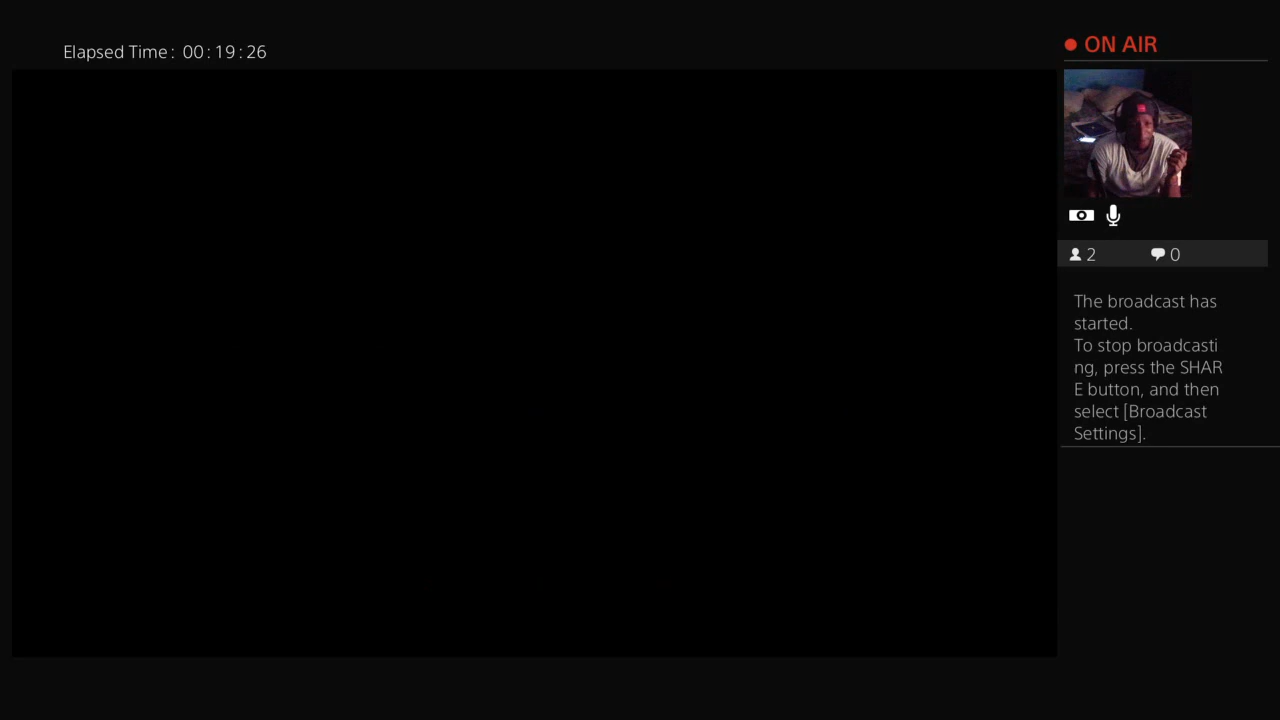 Elapsed Time: 00:19:26
ON AIR
2
0
The broadcast has
started.
To stop broadcasti
ng, press the SHAR
E button, and then
select [Broadcast
Settings].